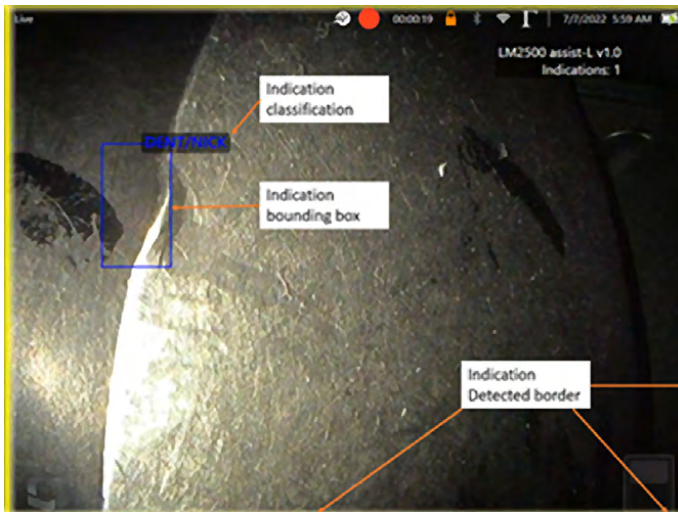 Live
00:00:19
7/7/2022 5:59 AM
LM2500 assist-L v1.0
Indications: 1
Indication
classification
DENT/NICK
Indication
bounding box
Indication
Detected border